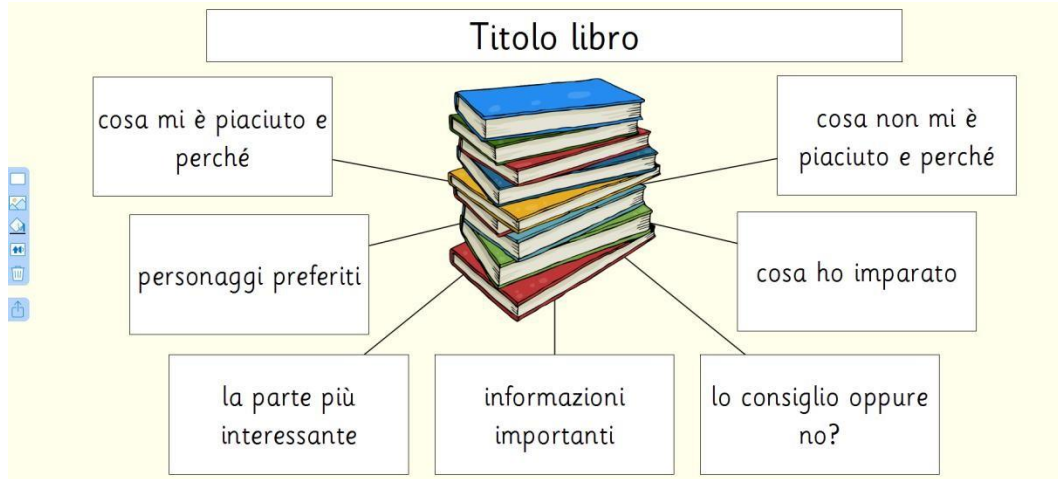 Titolo libro
cosa mi è piaciuto e
perché
cosa non mi è
piaciuto e perché
personaggi preferiti
cosa ho imparato
la parte più
interessante
informazioni
importanti
lo consiglio oppure
no?